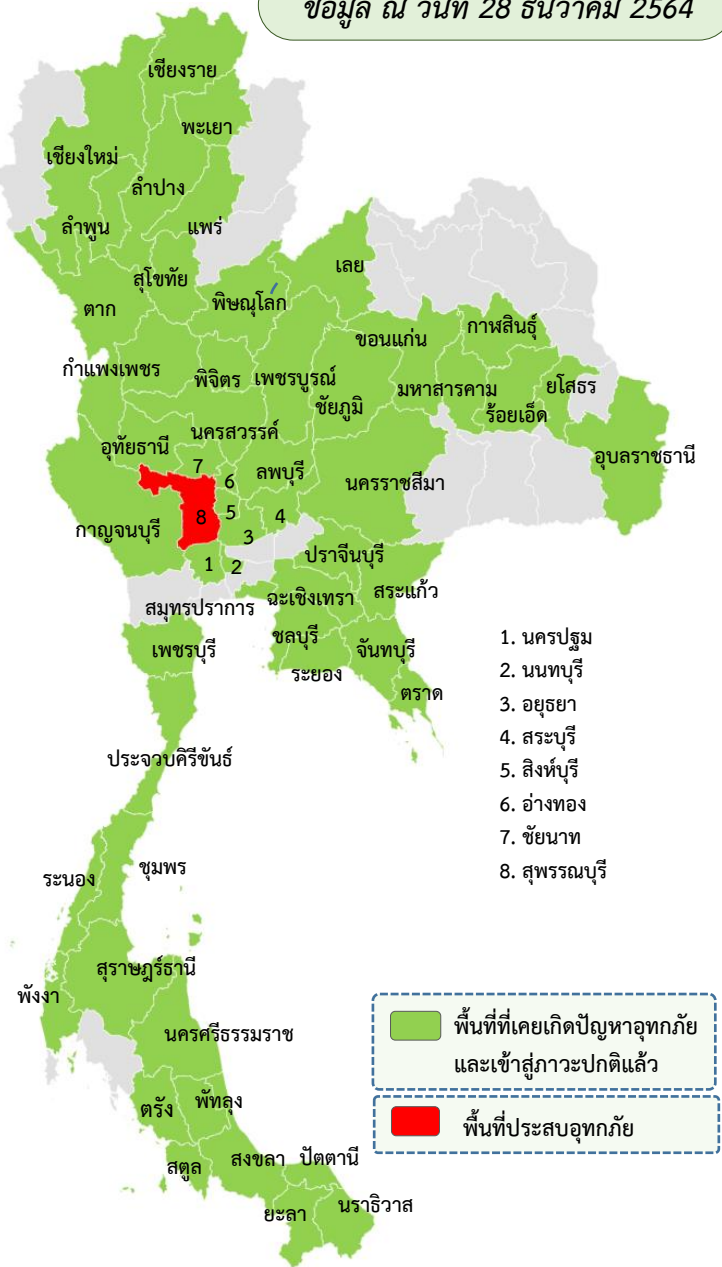 ข้อมูล ณ วันที่ 28 ธันวาคม 2564
เชียงราย
พะเยา
เชียงใหม่
ลำปาง
ลำพูน
แพร่
เลย
สุโขทัย
ตาก
พิษณุโลก
กาฬสินธุ์
ขอนแก่น
กำแพงเพชร
พิจิตร
เพชรบูรณ์
มหาสารคาม
ยโสธร
ชัยภูมิ
ร้อยเอ็ด
นครสวรรค์
อุทัยธานี
อุบลราชธานี
7
ลพบุรี
6
นครราชสีมา
8
5
4
กาญจนบุรี
3
ปราจีนบุรี
1
2
สระแก้ว
ฉะเชิงเทรา
สมุทรปราการ
ชลบุรี
จันทบุรี
เพชรบุรี
ระยอง
ตราด
1. นครปฐม
2. นนทบุรี
3. อยุธยา
4. สระบุรี
5. สิงห์บุรี
6. อ่างทอง
7. ชัยนาท
8. สุพรรณบุรี
ประจวบคิรีขันธ์
ชุมพร
ระนอง
สุราษฎร์ธานี
พังงา
นครศรีธรรมราช
พื้นที่ที่เคยเกิดปัญหาอุทกภัย
และเข้าสู่ภาวะปกติแล้ว
พื้นที่ประสบอุทกภัย
ตรัง
พัทลุง
สตูล
สงขลา
ปัตตานี
ยะลา
นราธิวาส